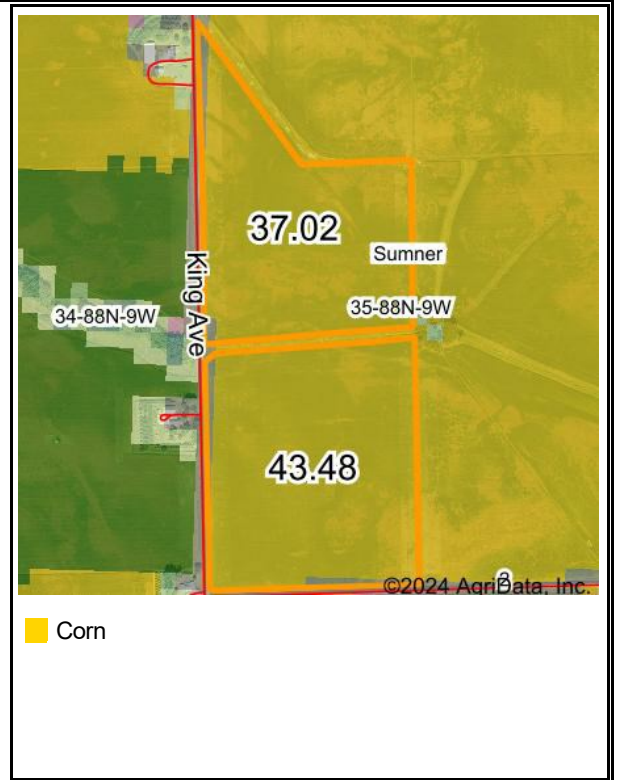 37.02
Sumner
King Ave
35-88N-9W
34-88N-9W
43.48
©2024 AgriData, Inc.
Corn